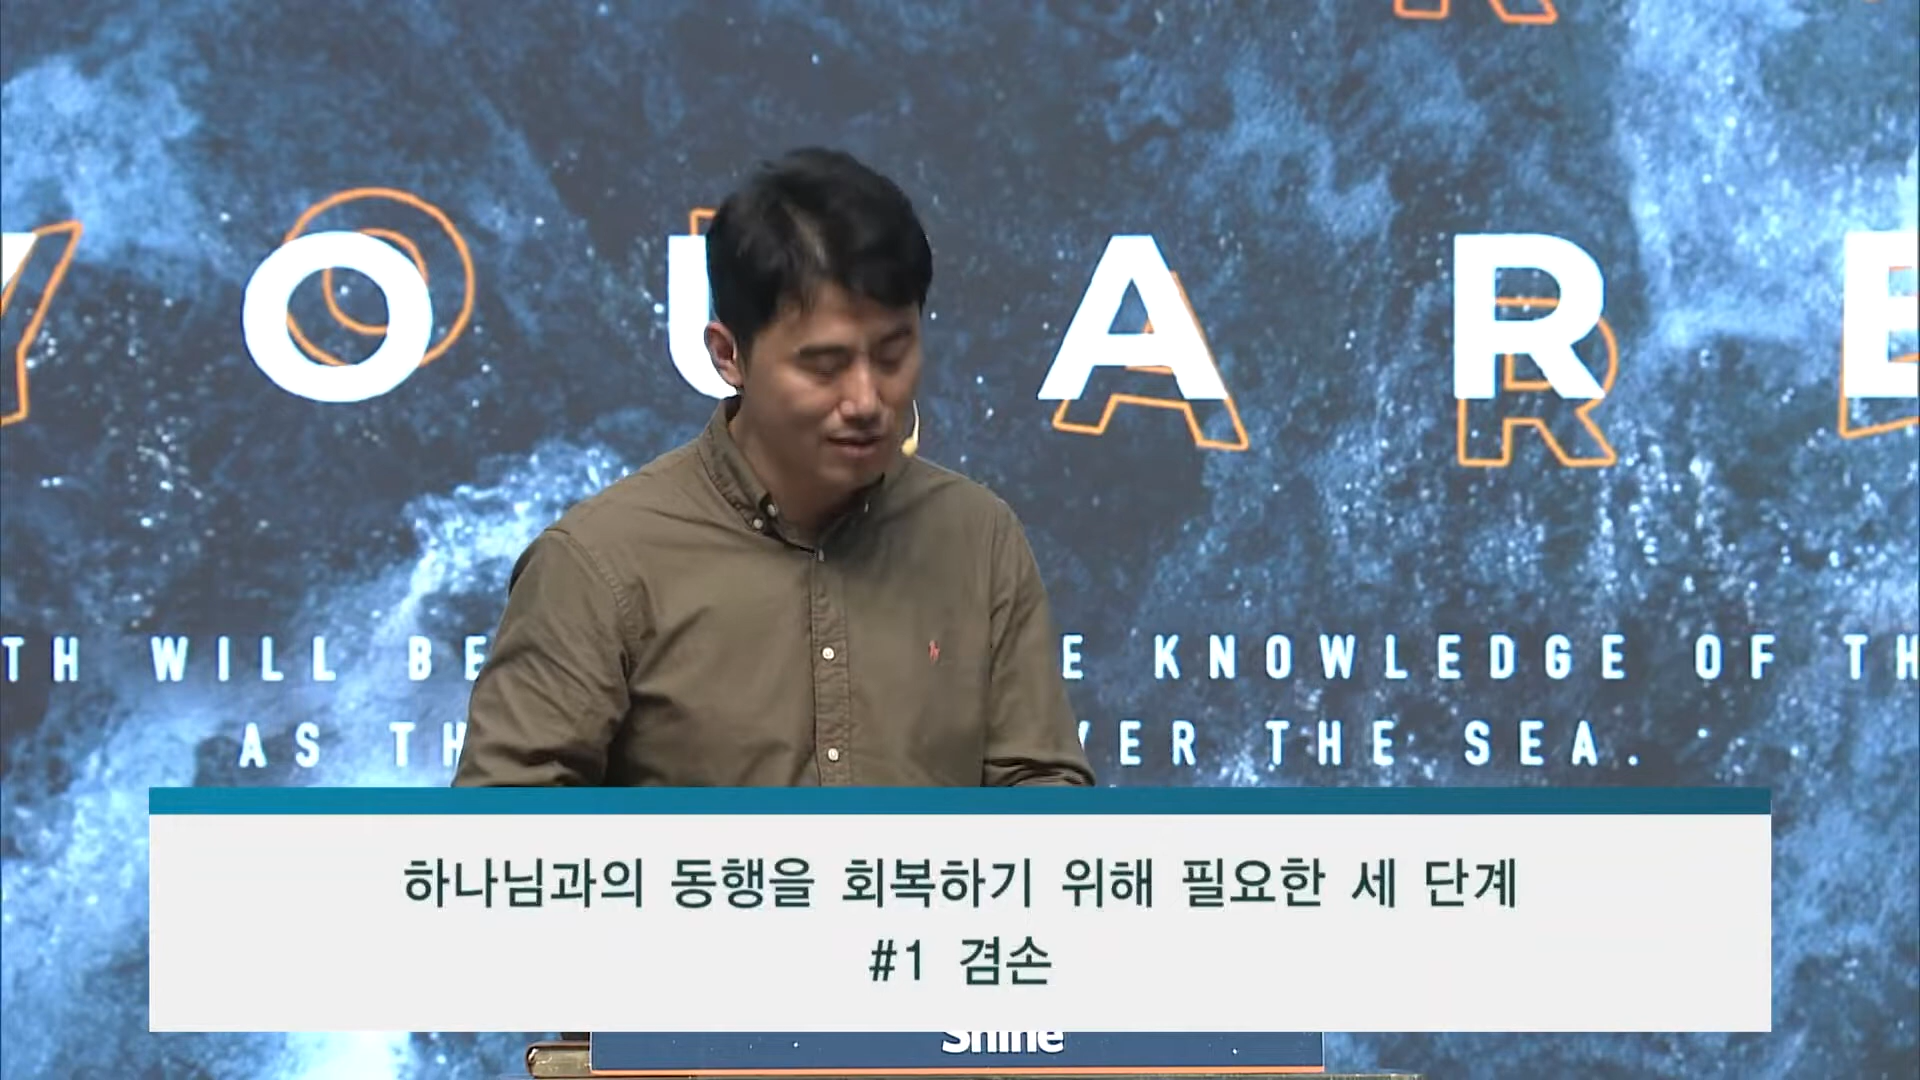 YOU ARE
TH WILL BE E KNOWLEDGE OF TH
AS TH VER THE SEA.
하나님과의 동행을 회복하기 위해 필요한 세 단계
#1 겸손
Shine